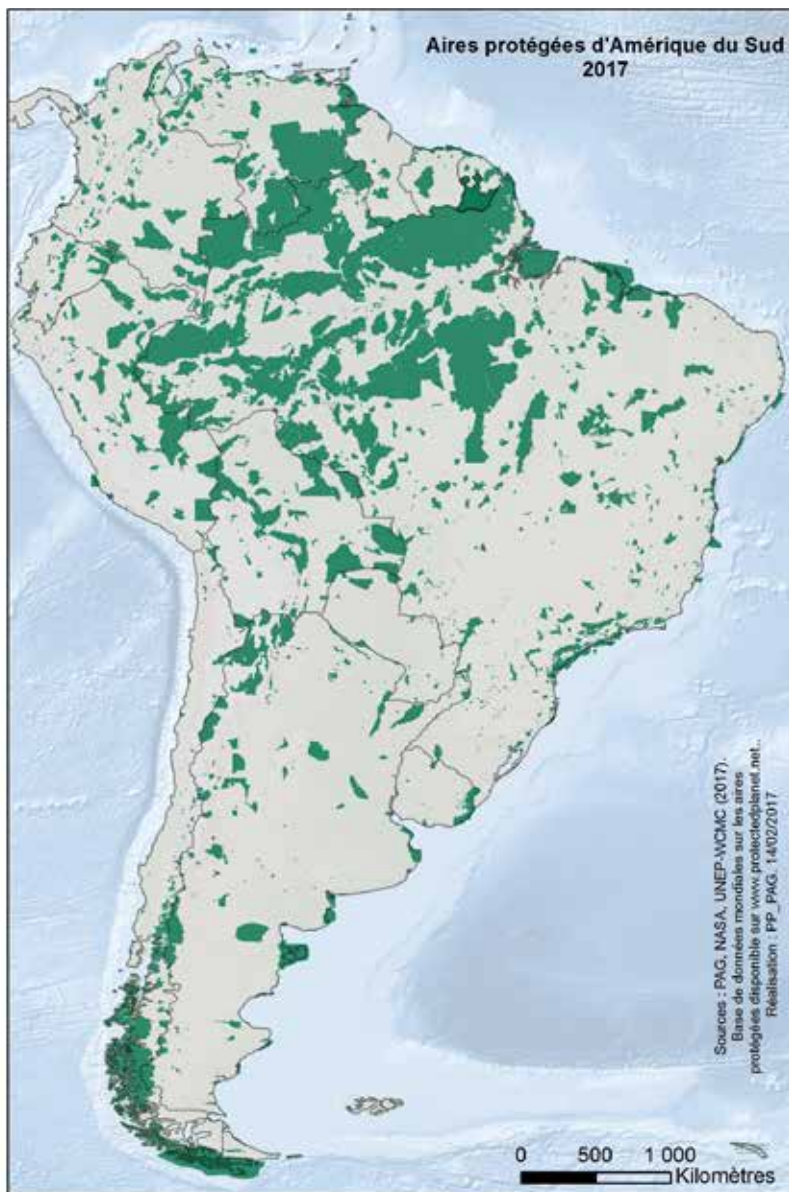 Aires protégées d'Amérique du Sud
2017
Sources : PAG, NASA, UNEP-WCMC (2017).
Base de données mondiales sur les aires
protégées disponible sur www.protectedplanet.net..
Réalisation : PP_PAG. 14/02/2017
0 500 1 000
Kilomètres